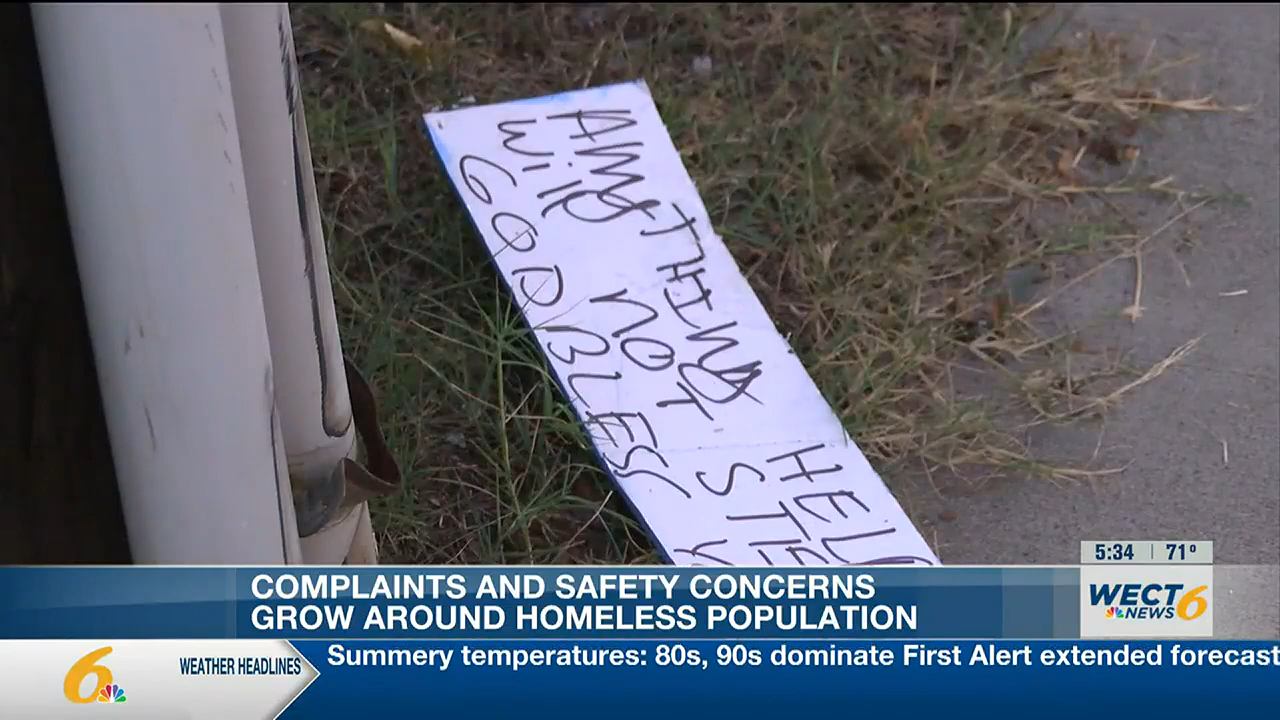 ANYTHING HELP
Will NOT STE
GOD BLESS Y
5:34 71°
WECT 6
NEWS
COMPLAINTS AND SAFETY CONCERNS
GROW AROUND HOMELESS POPULATION
6 WEATHER HEADLINES Summery temperatures: 80s, 90s dominate First Alert extended forecast